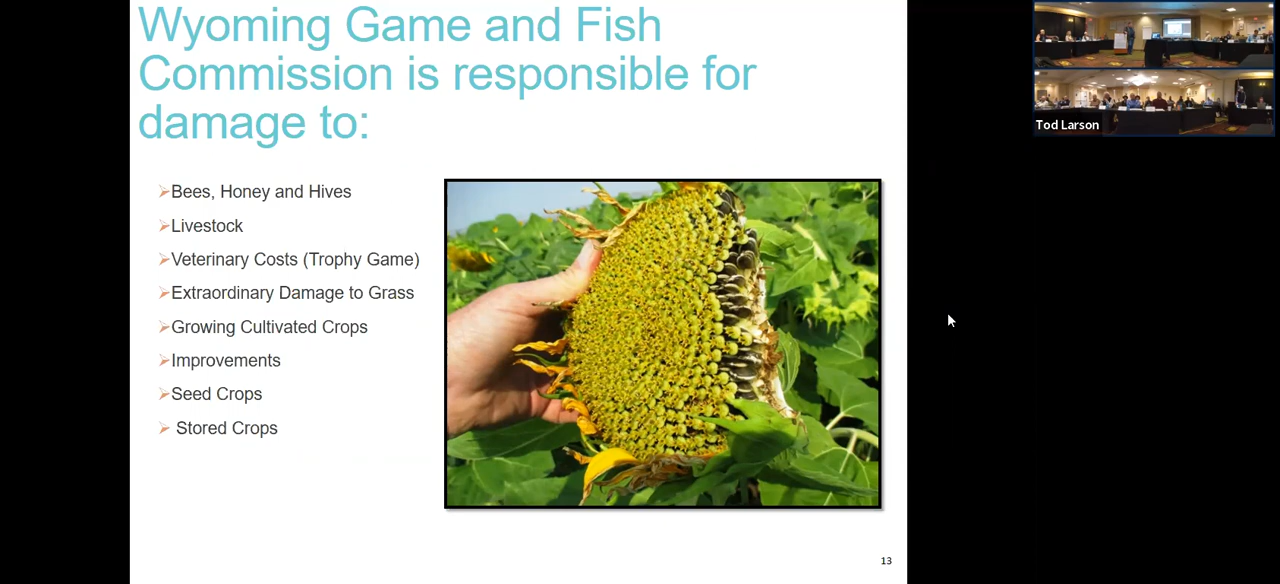 Wyoming Game and Fish
Commission is responsible for
damage to:
Bees, Honey and Hives
Livestock
Veterinary Costs (Trophy Game)
Extraordinary Damage to Grass
Growing Cultivated Crops
Improvements
Seed Crops
Stored Crops
13
Tod Larson